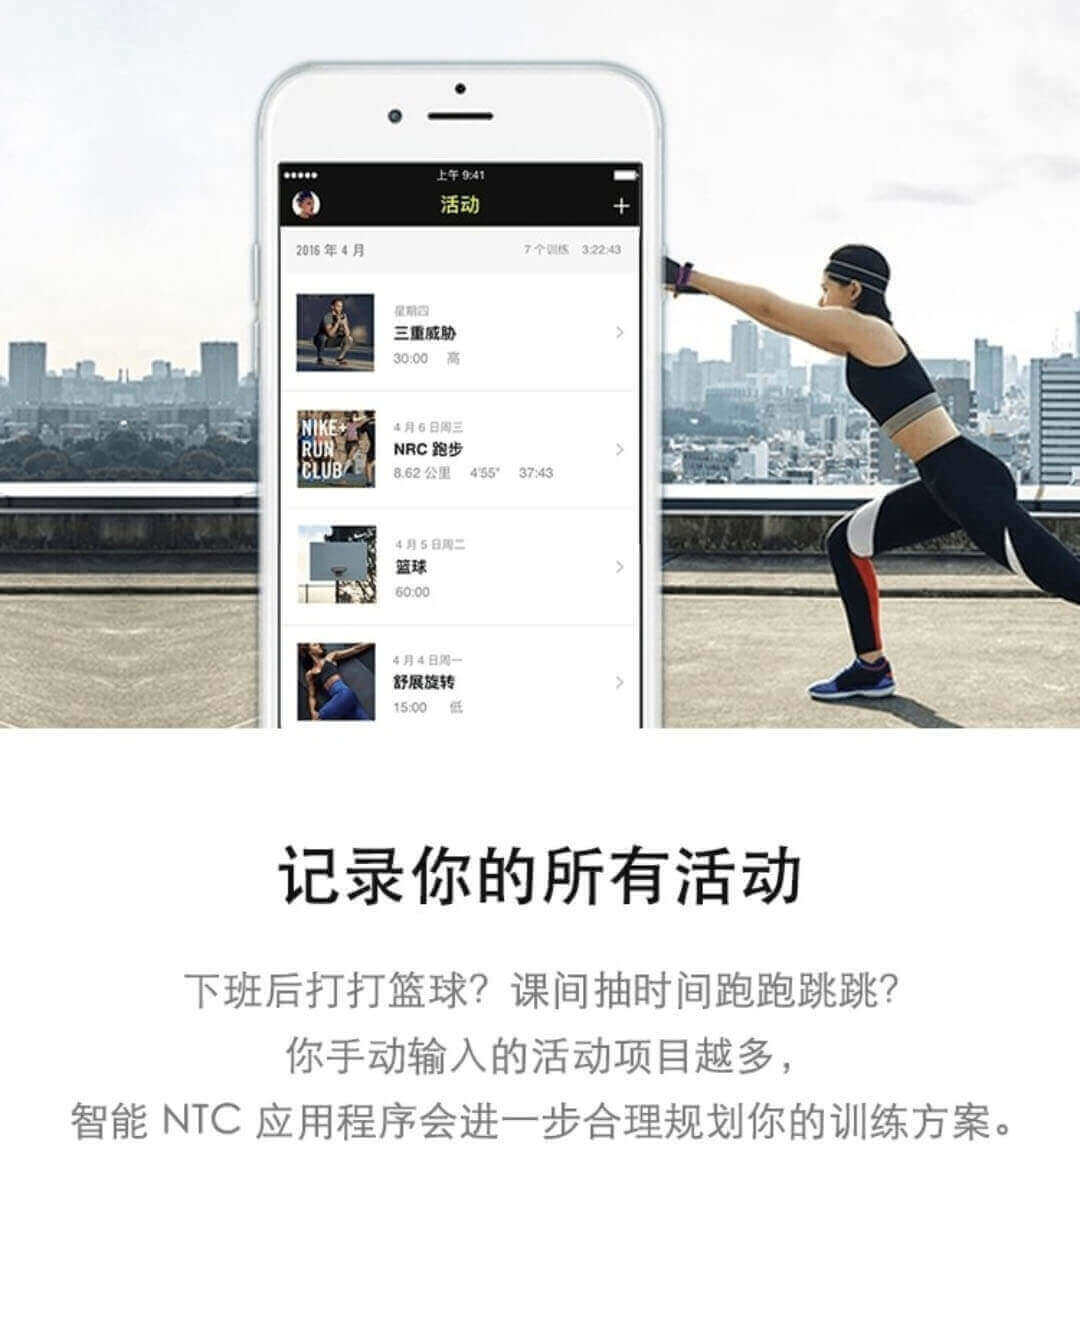 上午 9:41
活动
2016 年 4 月 7 个训练 3:22:43
星期四
三重威胁
30:00 高
NIKE+
RUN
CLUB
4 月 6 日周三
NRC 跑步
8.62 公里 4'55" 37:43
4 月 5 日周二
篮球
60:00
4 月 4 日周一
舒展旋转
15:00 低
记录你的所有活动
下班后打打篮球？课间抽时间跑跑跳跳？
你手动输入的活动项目越多，
智能 NTC 应用程序会进一步合理规划你的训练方案。